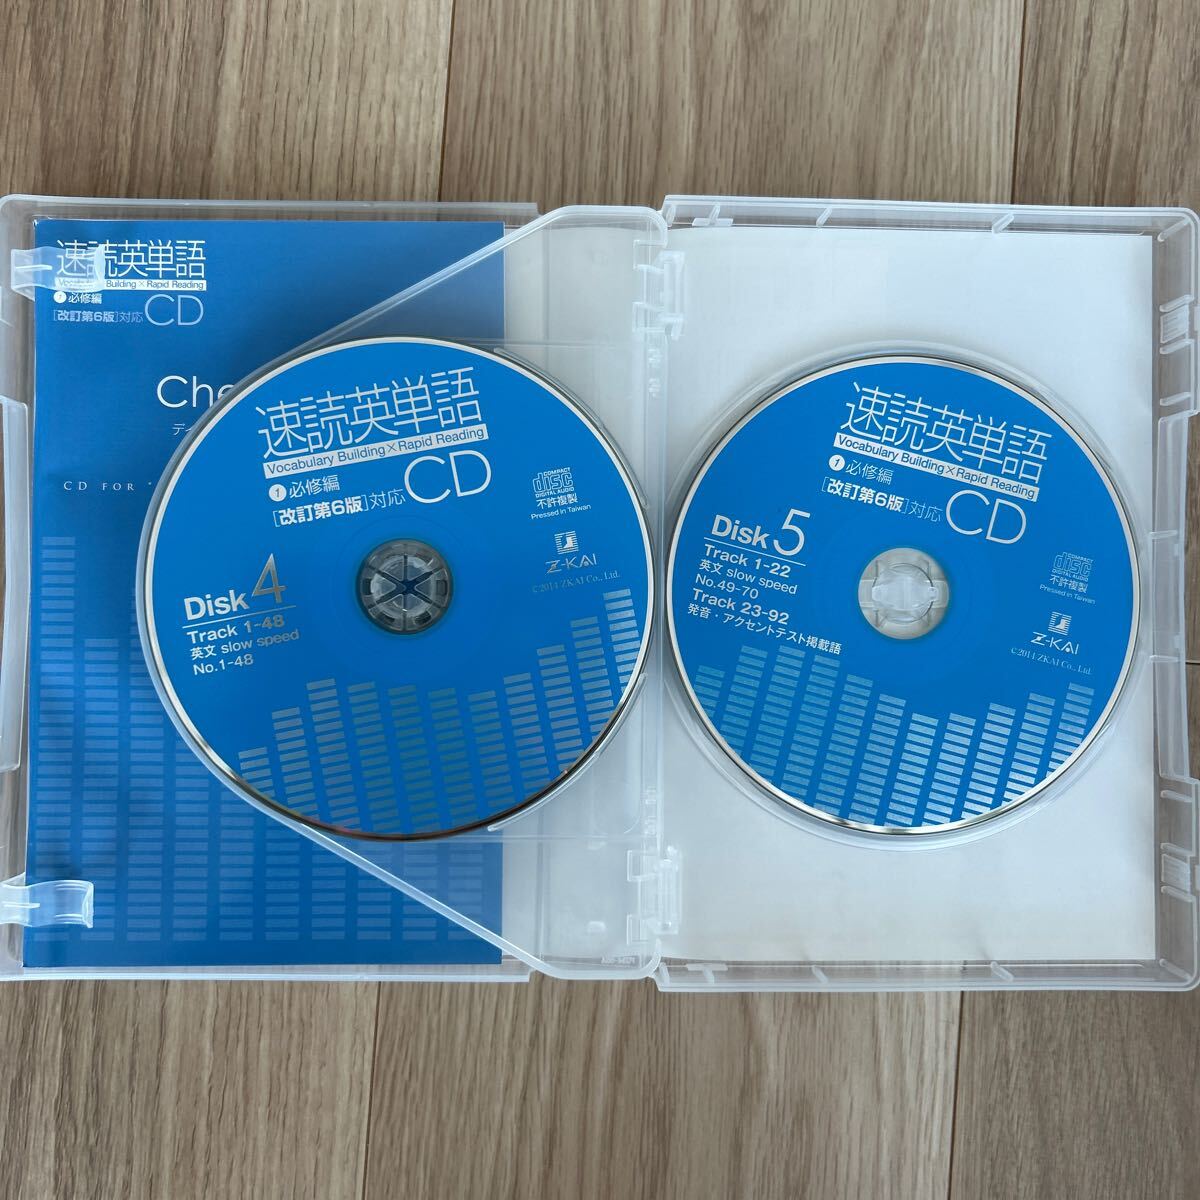 速読英単語
Vocabulary Building×Rapid Reading
①必修編
[改訂第6版]対応
CD
Che
CD FOR
速読英単語
Vocabulary Building×Rapid Reading
①必修編
[改訂第6版]対応
CD
COMPACT
disc
DIGITAL AUDIO
不許複製
Pressed in Taiwan
Z-KAI
©2014 ZKAI Co., Ltd.
Disk 4
Track 1-48
英文 slow speed
No.1-48
速読英単語
Vocabulary Building×Rapid Reading
①必修編
[改訂第6版]対応
CD
Disk 5
Track 1-22
英文 slow speed
No.49-70
Track 23-92
発音・アクセントテスト掲載語
COMPACT
disc
DIGITAL AUDIO
不許複製
Pressed in Taiwan
Z-KAI
©2014 ZKAI Co., Ltd.